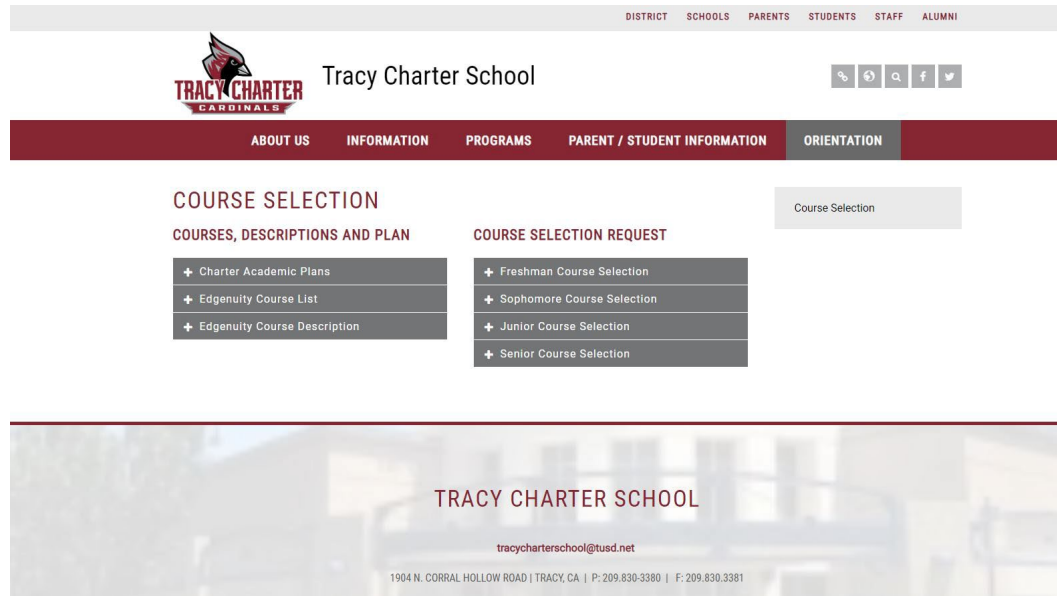 DISTRICT SCHOOLS PARENTS STUDENTS STAFF ALUMNI
TRACY CHARTER
CARDINALS
Tracy Charter School
ABOUT US INFORMATION PROGRAMS PARENT / STUDENT INFORMATION ORIENTATION
COURSE SELECTION
COURSES, DESCRIPTIONS AND PLAN
Charter Academic Plans
Edgenuity Course List
Edgenuity Course Description
COURSE SELECTION REQUEST
Freshman Course Selection
Sophomore Course Selection
Junior Course Selection
Senior Course Selection
Course Selection
TRACY CHARTER SCHOOL
tracycharterschool@tusd.net
1904 N. CORRAL HOLLOW ROAD | TRACY, CA | P: 209.830-3380 | F: 209.830.3381